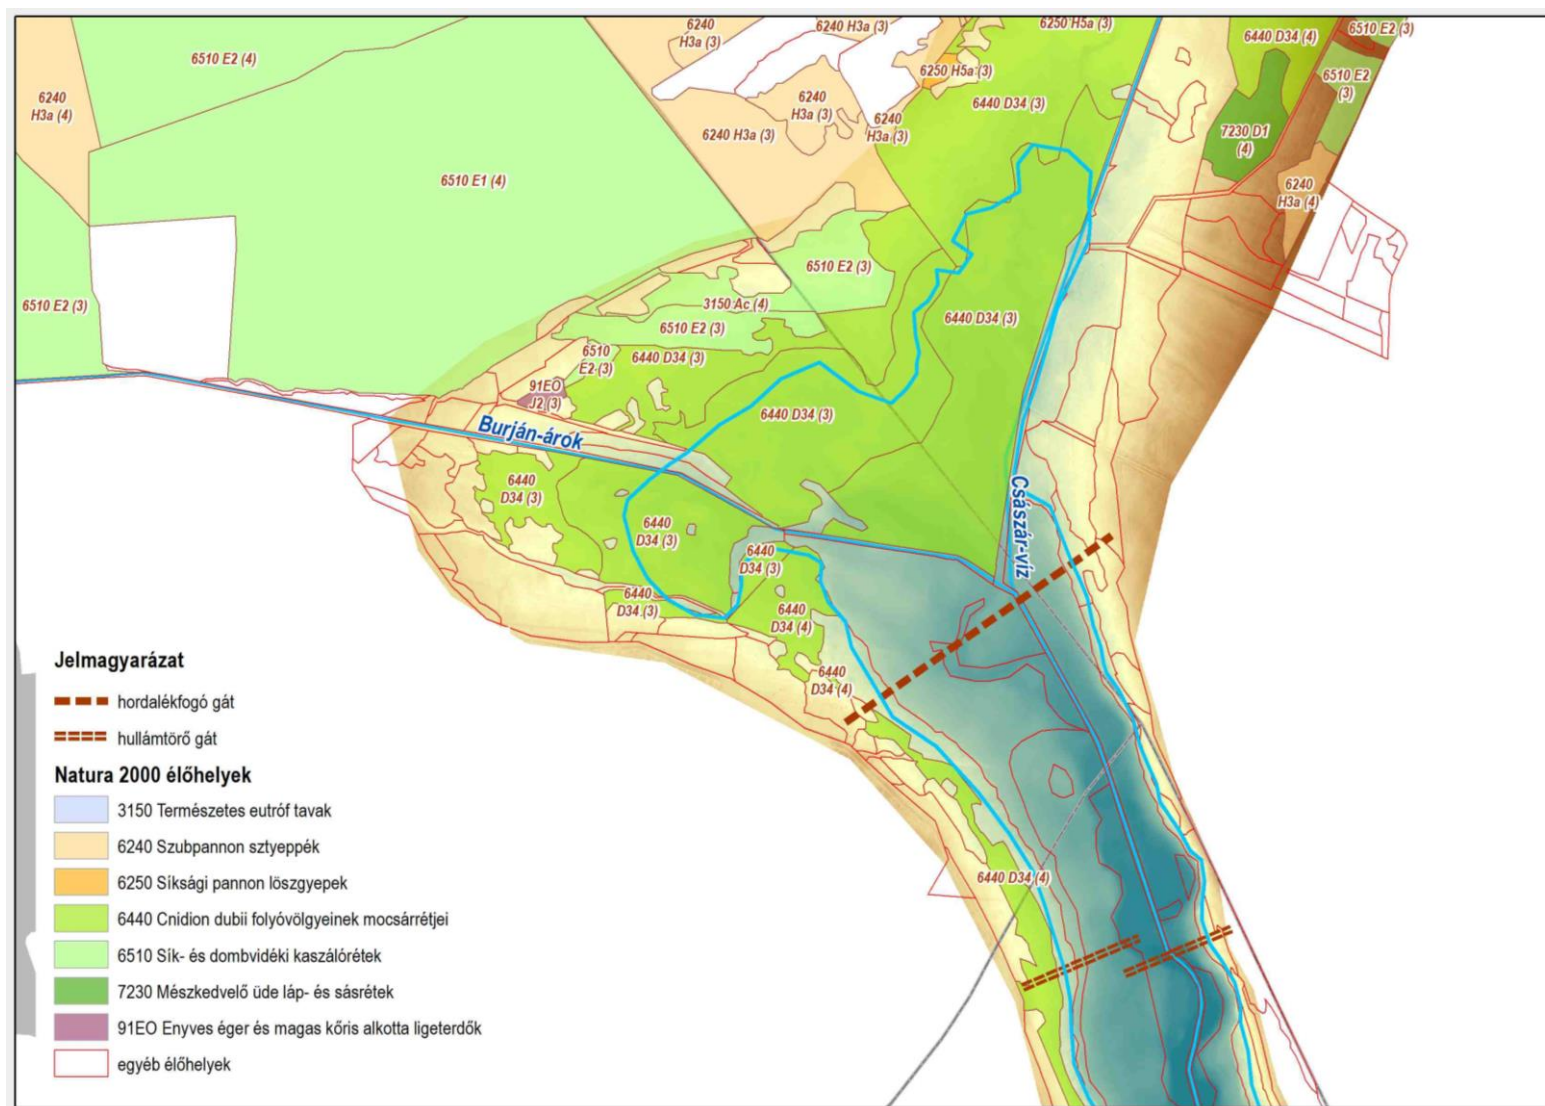 6240
H3a (3)
6240 H3a (3)
6250 H5a (3)
6440 D34 (4)
6510 E2 (3)
6510 E2 (4)
6250 H5a (3)
6510 E2
(3)
6240
H3a (4)
6240
H3a (3)
6440 D34 (3)
6240 H3a (3)
6240
H3a (3)
7230 D1
(4)
6510 E1 (4)
6240
H3a (4)
6510 E2 (3)
6510 E2 (3)
3150 Ac (4)
6510 E2 (3)
6440 D34 (3)
6510
E2 (3)
6440 D34 (3)
91EO
J2 (3)
6440 D34 (3)
Burján-árok
6440
D34 (3)
Császár-víz
6440
D34 (3)
6440
D34 (3)
6440
D34 (3)
6440
D34 (4)
6440
D34 (4)
6440 D34 (4)
Jelmagyarázat
hordalékfogó gát
hullámtörő gát
Natura 2000 élőhelyek
3150 Természetes eutróf tavak
6240 Szubpannon sztyeppék
6250 Síksági pannon löszgyepek
6440 Cnidion dubii folyóvölgyeinek mocsárrétjei
6510 Sík- és dombvidéki kaszálórétek
7230 Mészkedvelő üde láp- és sásrétek
91EO Enyves éger és magas kőris alkotta ligeterdők
egyéb élőhelyek